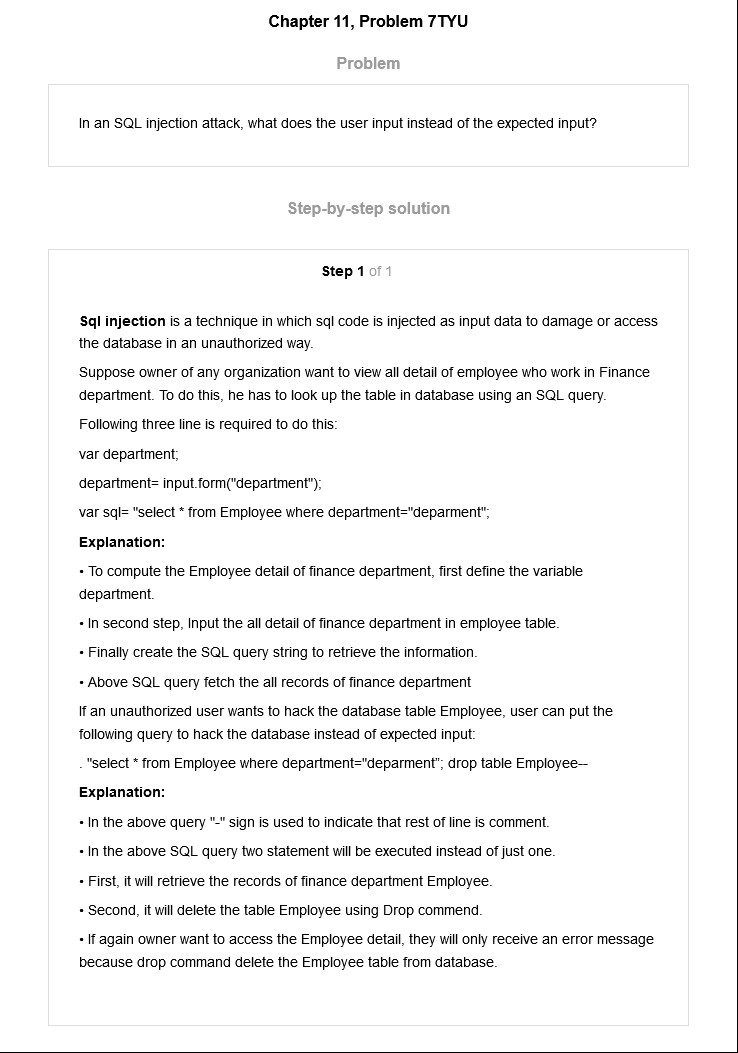 Chapter 11, Problem 7TYU
Problem
In an SQL injection attack, what does the user input instead of the expected input?
Step-by-step solution
Step 1 of 1
Sql injection is a technique in which sql code is injected as input data to damage or access
the database in an unauthorized way.
Suppose owner of any organization want to view all detail of employee who work in Finance
department. To do this, he has to look up the table in database using an SQL query.
Following three line is required to do this:
var department;
department= input.form("department");
var sql= "select * from Employee where department="deparment";
Explanation:
• To compute the Employee detail of finance department, first define the variable
department.
• In second step, Input the all detail of finance department in employee table.
• Finally create the SQL query string to retrieve the information.
• Above SQL query fetch the all records of finance department
If an unauthorized user wants to hack the database table Employee, user can put the
following query to hack the database instead of expected input:
. "select * from Employee where department="deparment”; drop table Employee--
Explanation:
• In the above query "-" sign is used to indicate that rest of line is comment.
• In the above SQL query two statement will be executed instead of just one.
• First, it will retrieve the records of finance department Employee.
• Second, it will delete the table Employee using Drop commend.
• If again owner want to access the Employee detail, they will only receive an error message
because drop command delete the Employee table from database.